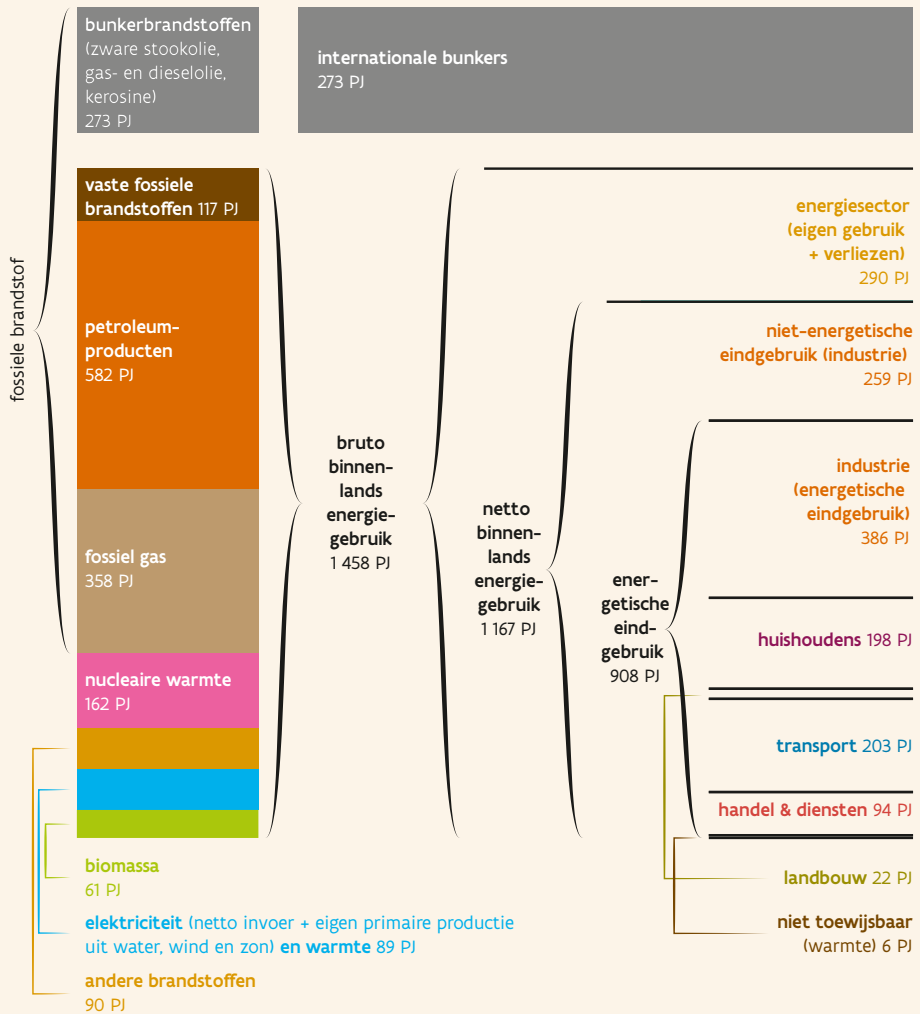 bunkerbrandstoffen
(zware stookolie,
gas- en dieselolie,
kerosine)
273 PJ
internationale bunkers
273 PJ
fossiele brandstof
vaste fossiele
brandstoffen 117 PJ
petroleum-
producten
582 PJ
fossiel gas
358 PJ
nucleaire warmte
162 PJ
biomassa
61 PJ
elektriciteit (netto invoer + eigen primaire productie
uit water, wind en zon) en warmte 89 PJ
andere brandstoffen
90 PJ
bruto
binnen-
lands
energie-
gebruik
1 458 PJ
netto
binnen-
lands
energie-
gebruik
1 167 PJ
ener-
getische
eind-
gebruik
908 PJ
energiesector
(eigen gebruik
+ verliezen)
290 PJ
niet-energetische
eindgebruik (industrie)
259 PJ
industrie
(energetische
eindgebruik)
386 PJ
huishoudens 198 PJ
transport 203 PJ
handel & diensten 94 PJ
landbouw 22 PJ
niet toewijsbaar
(warmte) 6 PJ